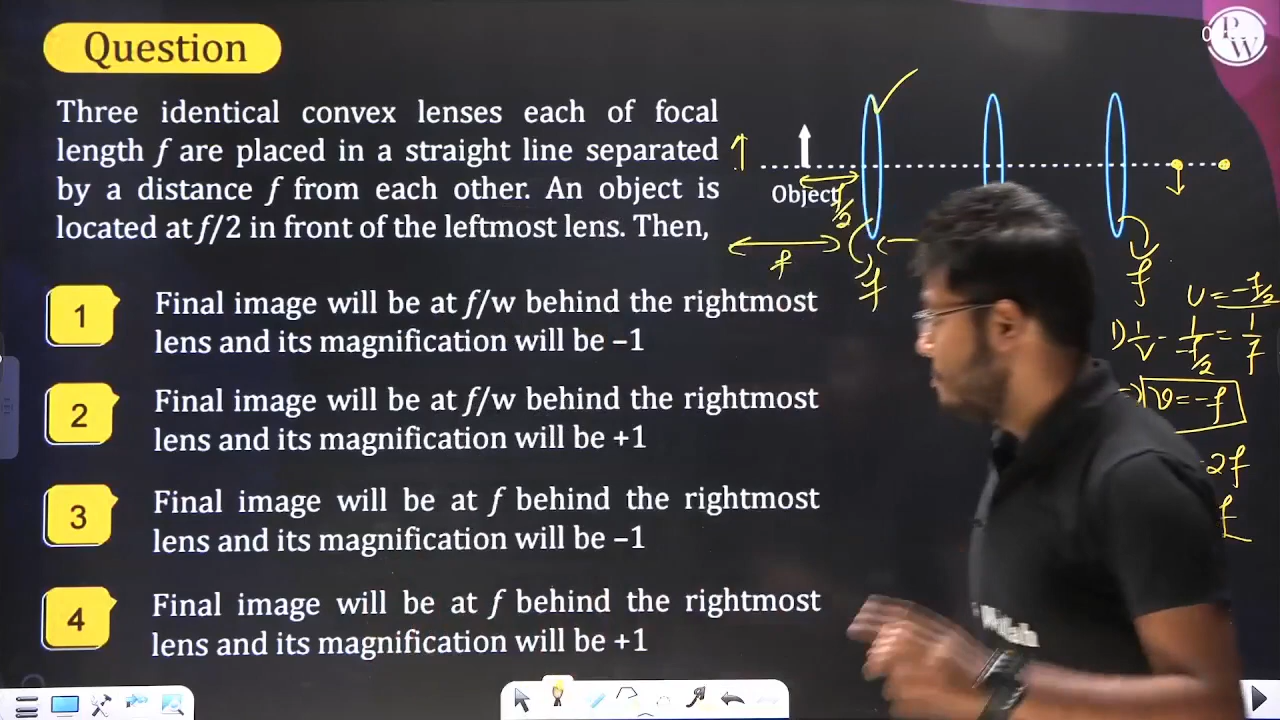 Question
Three identical convex lenses each of focal
length f are placed in a straight line separated
by a distance f from each other. An object is
located at f/2 in front of the leftmost lens. Then,
1
Final image will be at f/w behind the rightmost
lens and its magnification will be –1
2
Final image will be at f/w behind the rightmost
lens and its magnification will be +1
3
Final image will be at f behind the rightmost
lens and its magnification will be –1
4
Final image will be at f behind the rightmost
lens and its magnification will be +1
PW
Object
f/2
f
f
f
u = -f/2
1) 1/v - 1/-f/2 = 1/f
v = -f
-2f
f